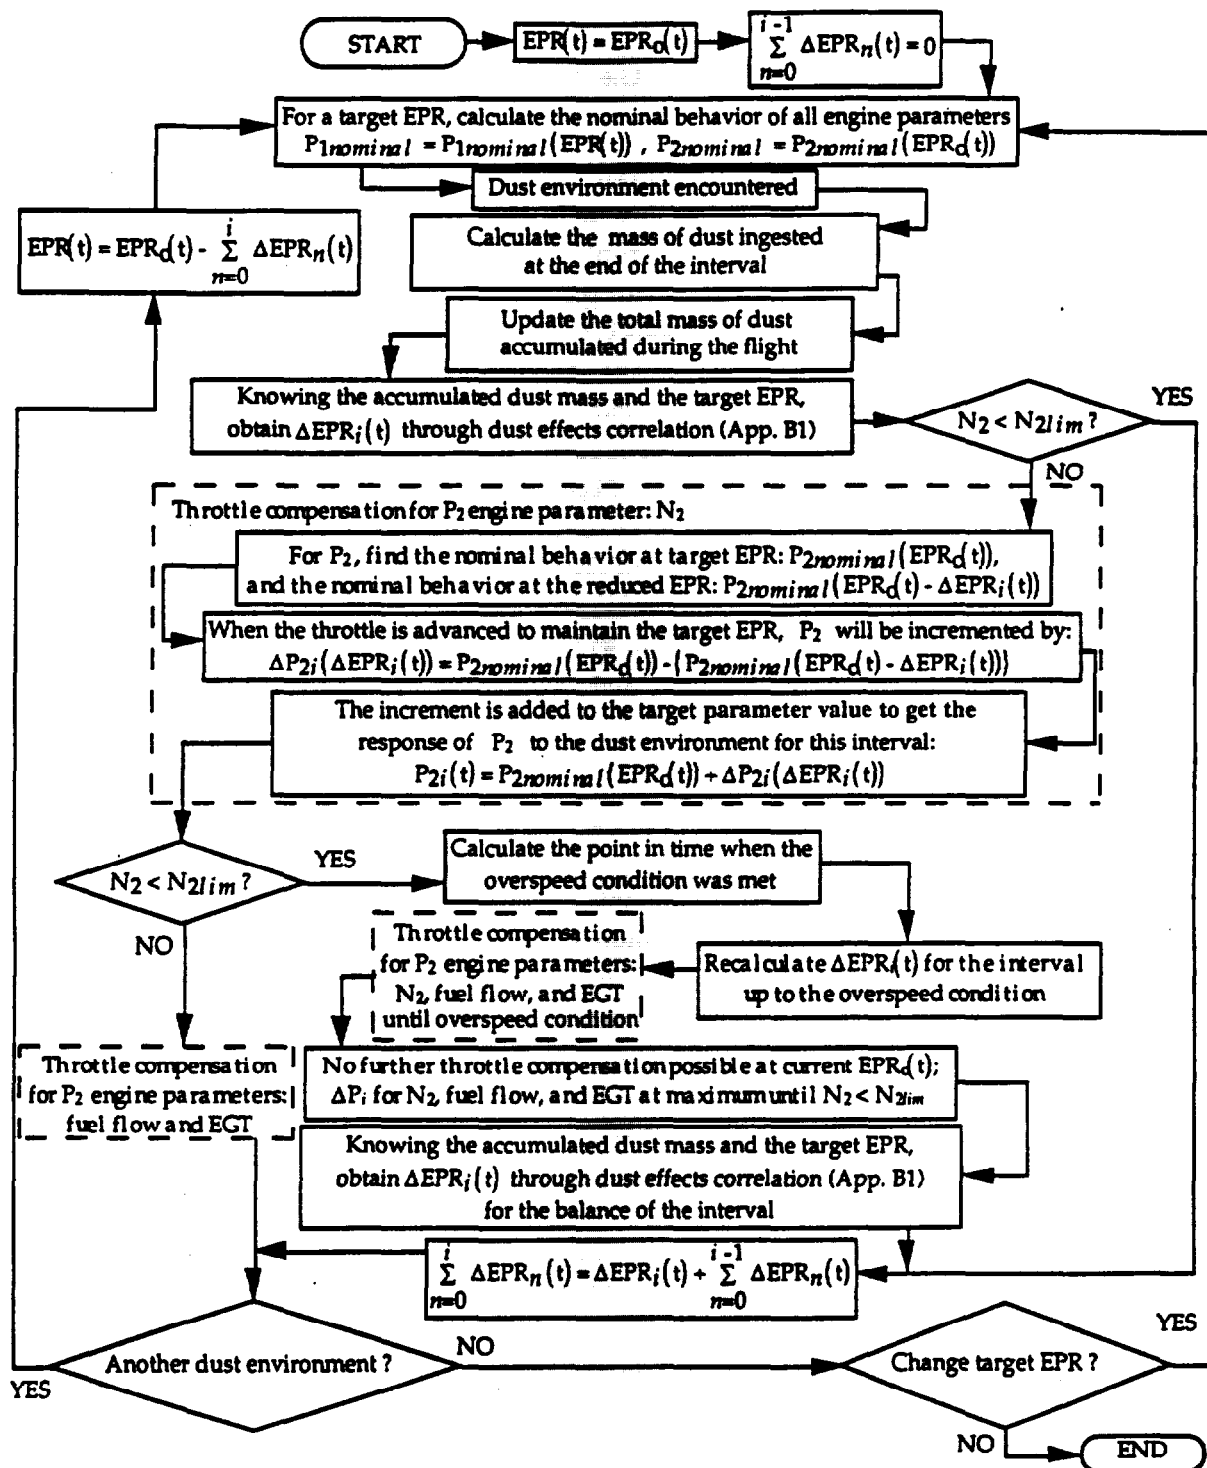 START
EPR(t) = EPRo(t)
i -1
Σ ΔEPRn(t) = 0
n=0
For a target EPR, calculate the nominal behavior of all engine parameters
P1nominal = P1nominal(EPR(t)) , P2nominal = P2nominal(EPRd(t))
Dust environment encountered
Calculate the mass of dust ingested
at the end of the interval
i
EPR(t) = EPRd(t) - Σ ΔEPRn(t)
n=0
Update the total mass of dust
accumulated during the flight
Knowing the accumulated dust mass and the target EPR,
obtain ΔEPRi(t) through dust effects correlation (App. B1)
N2 < N2lim ?
YES
NO
Throttle compensation for P2 engine parameter: N2
For P2, find the nominal behavior at target EPR: P2nominal(EPRd(t)),
and the nominal behavior at the reduced EPR: P2nominal(EPRd(t) - ΔEPRi(t))
When the throttle is advanced to maintain the target EPR, P2 will be incremented by:
ΔP2i(ΔEPRi(t)) = P2nominal(EPRd(t)) - {P2nominal(EPRd(t) - ΔEPRi(t))}
The increment is added to the target parameter value to get the
response of P2 to the dust environment for this interval:
P2i(t) = P2nominal(EPRd(t)) + ΔP2i(ΔEPRi(t))
N2 < N2lim ?
YES
NO
Calculate the point in time when the
overspeed condition was met
Recalculate ΔEPRi(t) for the interval
up to the overspeed condition
Throttle compensation
for P2 engine parameters:
N2, fuel flow, and EGT
until overspeed condition
Throttle compensation
for P2 engine parameters:
fuel flow and EGT
No further throttle compensation possible at current EPRd(t);
ΔPi for N2, fuel flow, and EGT at maximum until N2 < N2lim
Knowing the accumulated dust mass and the target EPR,
obtain ΔEPRi(t) through dust effects correlation (App. B1)
for the balance of the interval
i i -1
Σ ΔEPRn(t) = ΔEPRi(t) + Σ ΔEPRn(t)
n=0 n=0
Another dust environment ?
YES
NO
Change target EPR ?
YES
NO
END